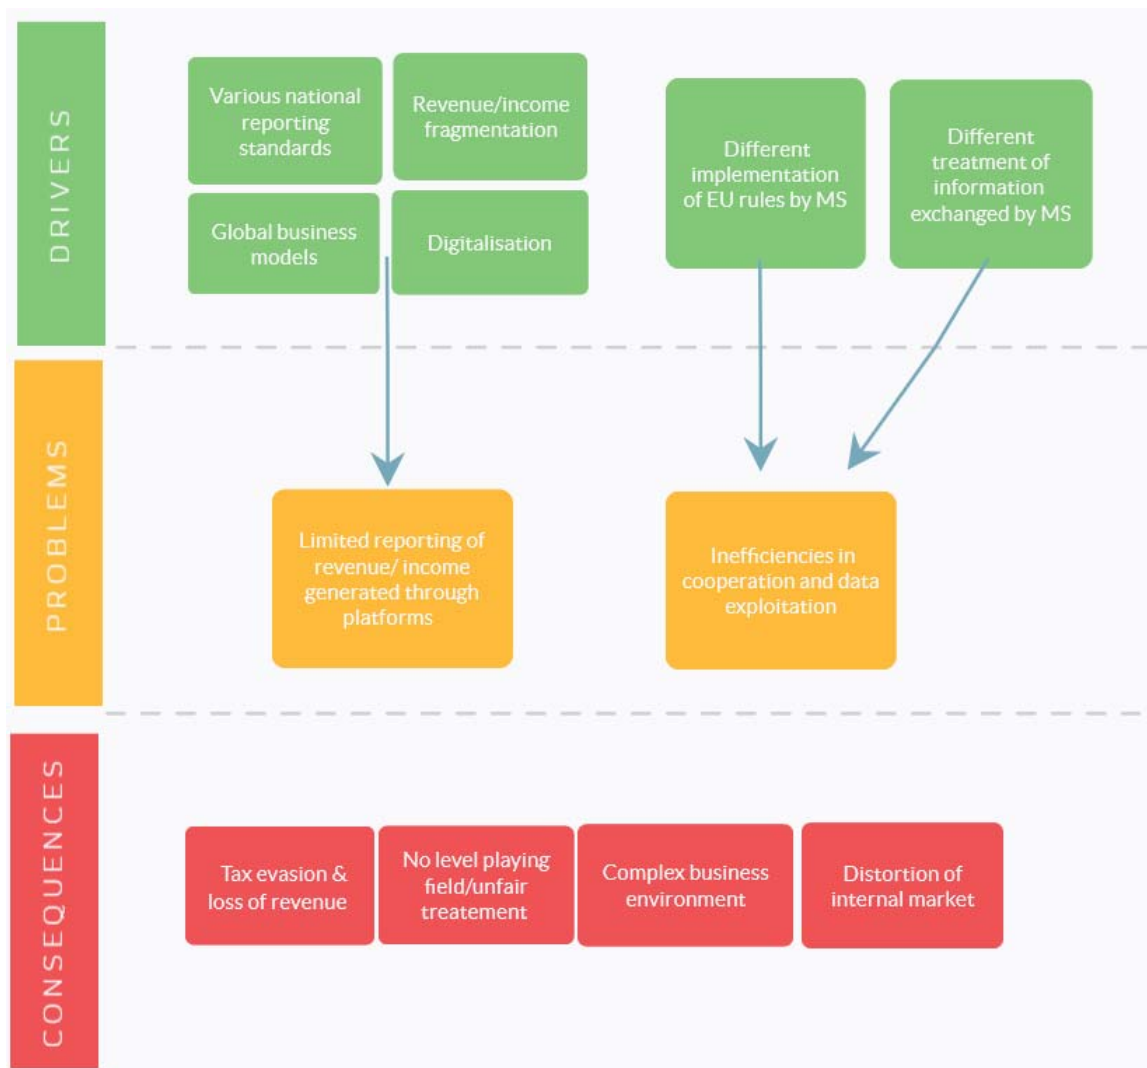 DRIVERS
Various national
reporting
standards
Revenue/income
fragmentation
Global business
models
Digitalisation
Different
implementation
of EU rules by MS
Different
treatment of
information
exchanged by MS
PROBLEMS
Limited reporting of
revenue/ income
generated through
platforms
Inefficiencies in
cooperation and data
exploitation
CONSEQUENCES
Tax evasion &
loss of revenue
No level playing
field/unfair
treatement
Complex business
environment
Distortion of
internal market